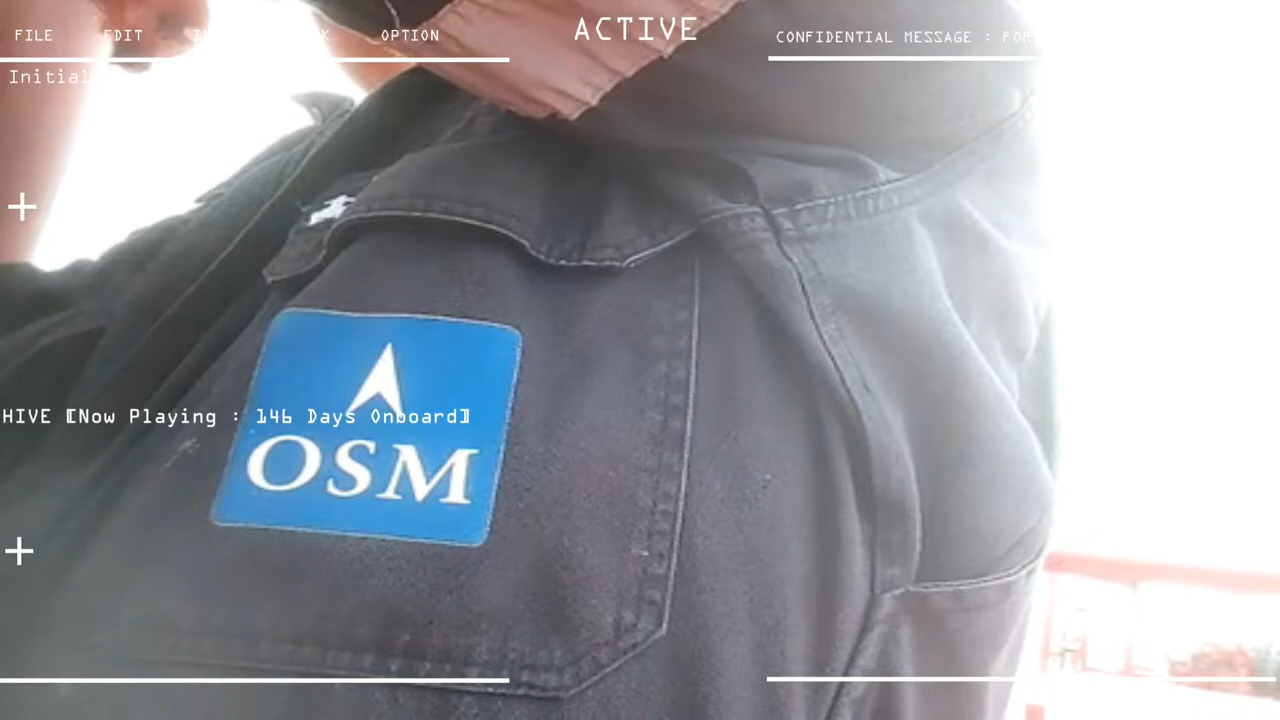 FILE EDIT OPTION
ACTIVE
CONFIDENTIAL MESSAGE : FOR
Initial
HIVE [Now Playing : 146 Days Onboard]
OSM